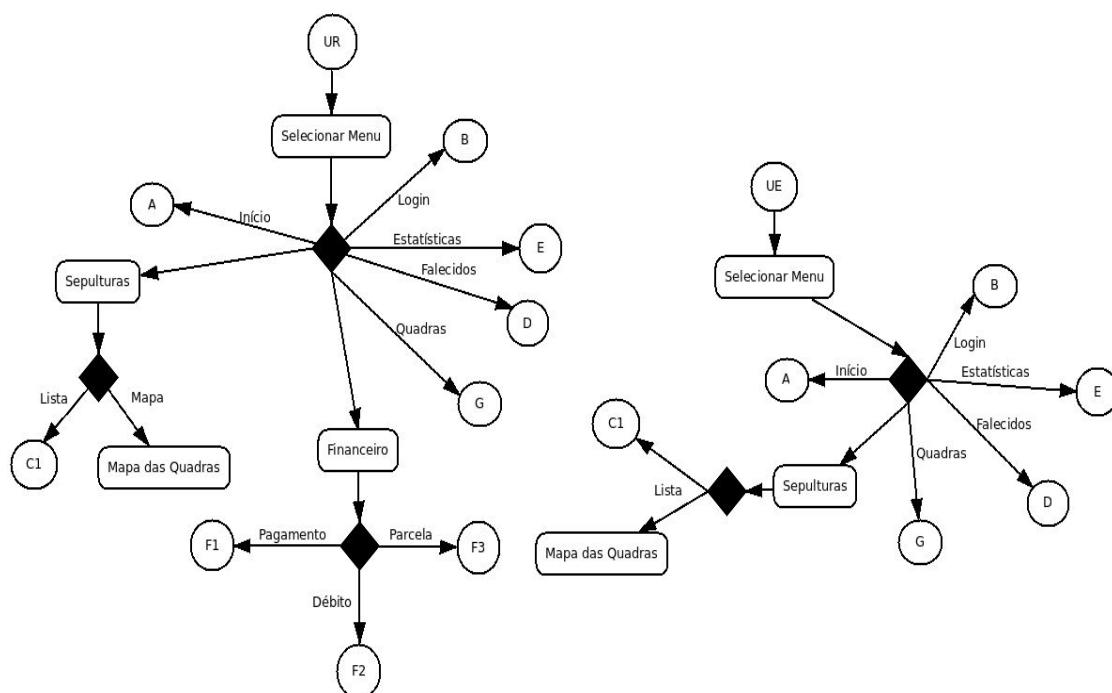 UR
Selecionar Menu
B
Login
A
Início
Estatísticas
E
Falecidos
D
Sepulturas
Quadras
G
Lista
Mapa
C1
Mapa das Quadras
Financeiro
Pagamento
Parcela
F1
F3
Débito
F2
UE
Selecionar Menu
B
Login
A
Início
Estatísticas
E
Falecidos
D
Quadras
G
Sepulturas
C1
Lista
Mapa das Quadras